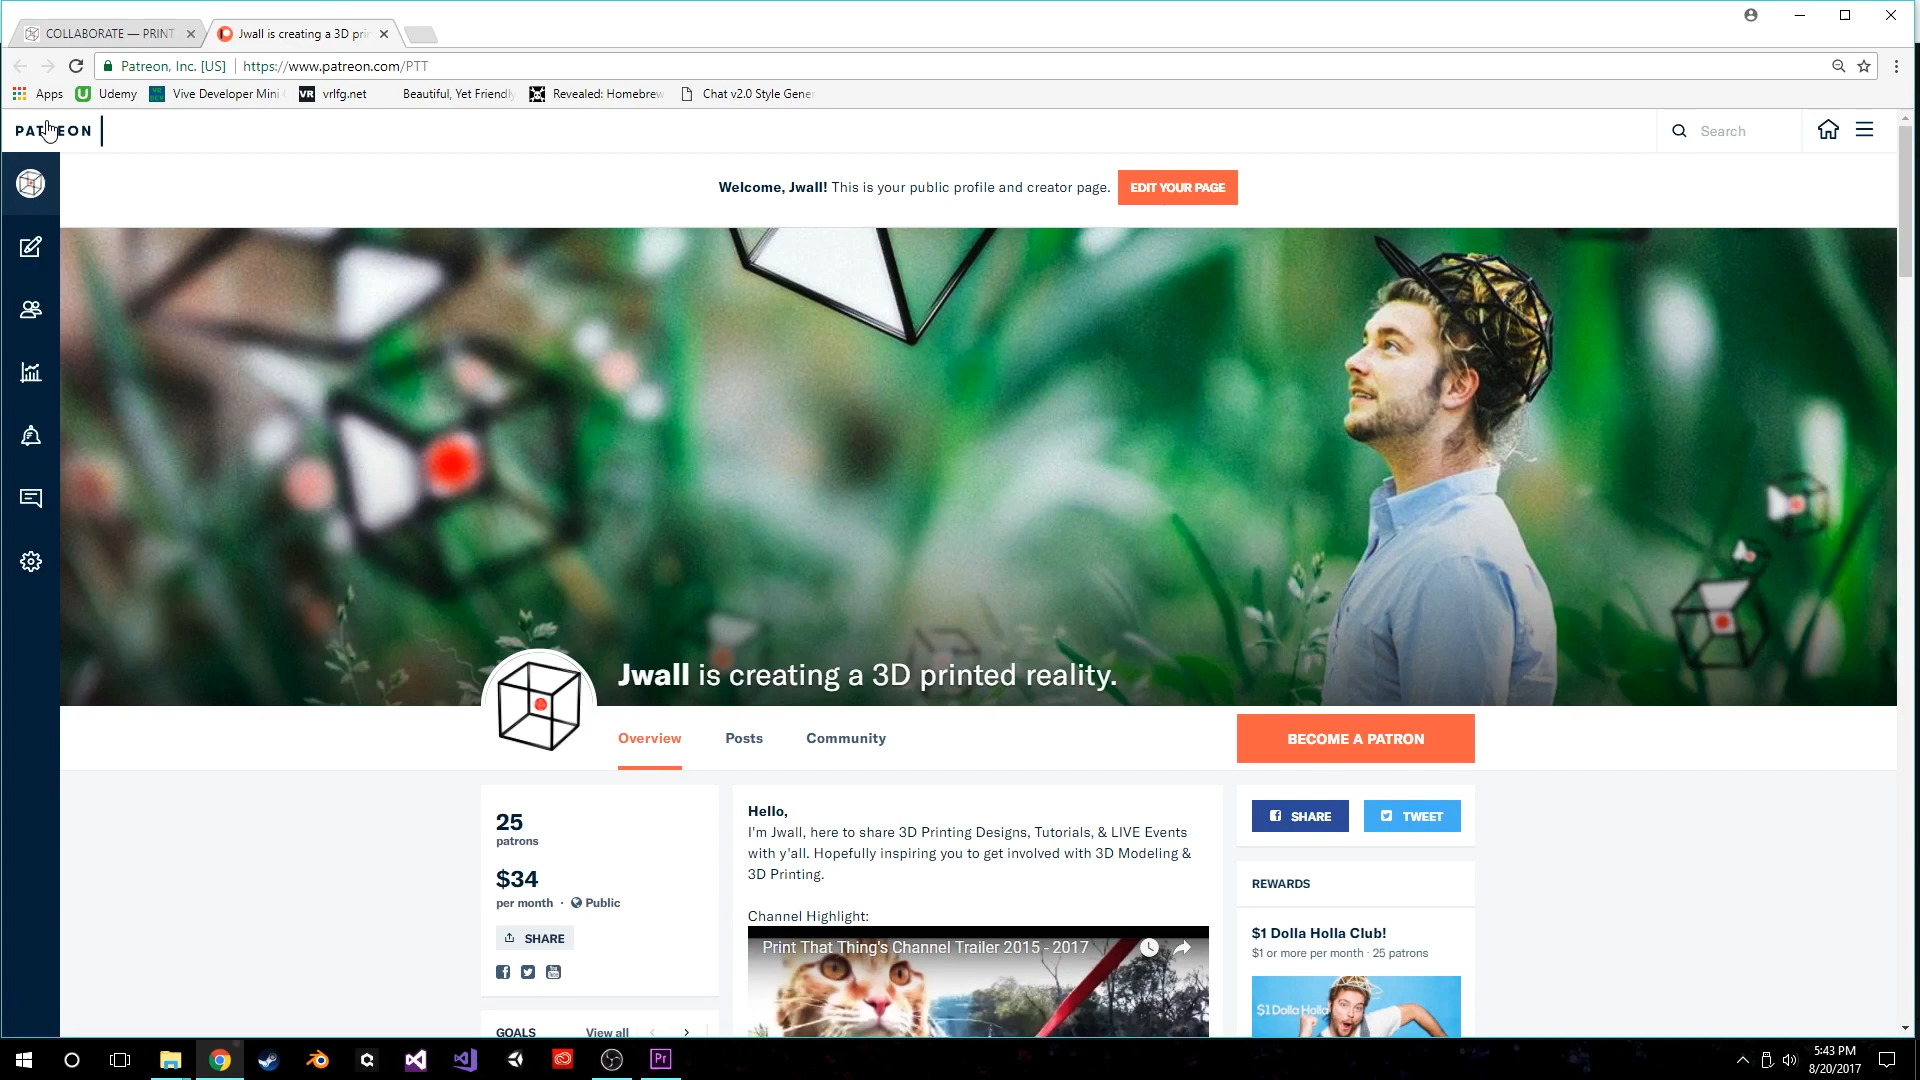 COLLABORATE — PRINT
Jwall is creating a 3D prin
Patreon, Inc. [US]
https://www.patreon.com/PTT
Apps
Udemy
Vive Developer Mini
VR
vrlfg.net
Beautiful, Yet Friendly
Revealed: Homebrew
Chat v2.0 Style Gener
PATREON
Search
Welcome, Jwall! This is your public profile and creator page.
EDIT YOUR PAGE
Jwall is creating a 3D printed reality.
Overview
Posts
Community
BECOME A PATRON
25
patrons
$34
per month · Public
SHARE
GOALS
View all
Hello,
I'm Jwall, here to share 3D Printing Designs, Tutorials, & LIVE Events
with y'all. Hopefully inspiring you to get involved with 3D Modeling &
3D Printing.
Channel Highlight:
Print That Thing's Channel Trailer 2015 - 2017
SHARE
TWEET
REWARDS
$1 Dolla Holla Club!
$1 or more per month · 25 patrons
$1 Dolla Holla
Pr
5:43 PM
8/20/2017